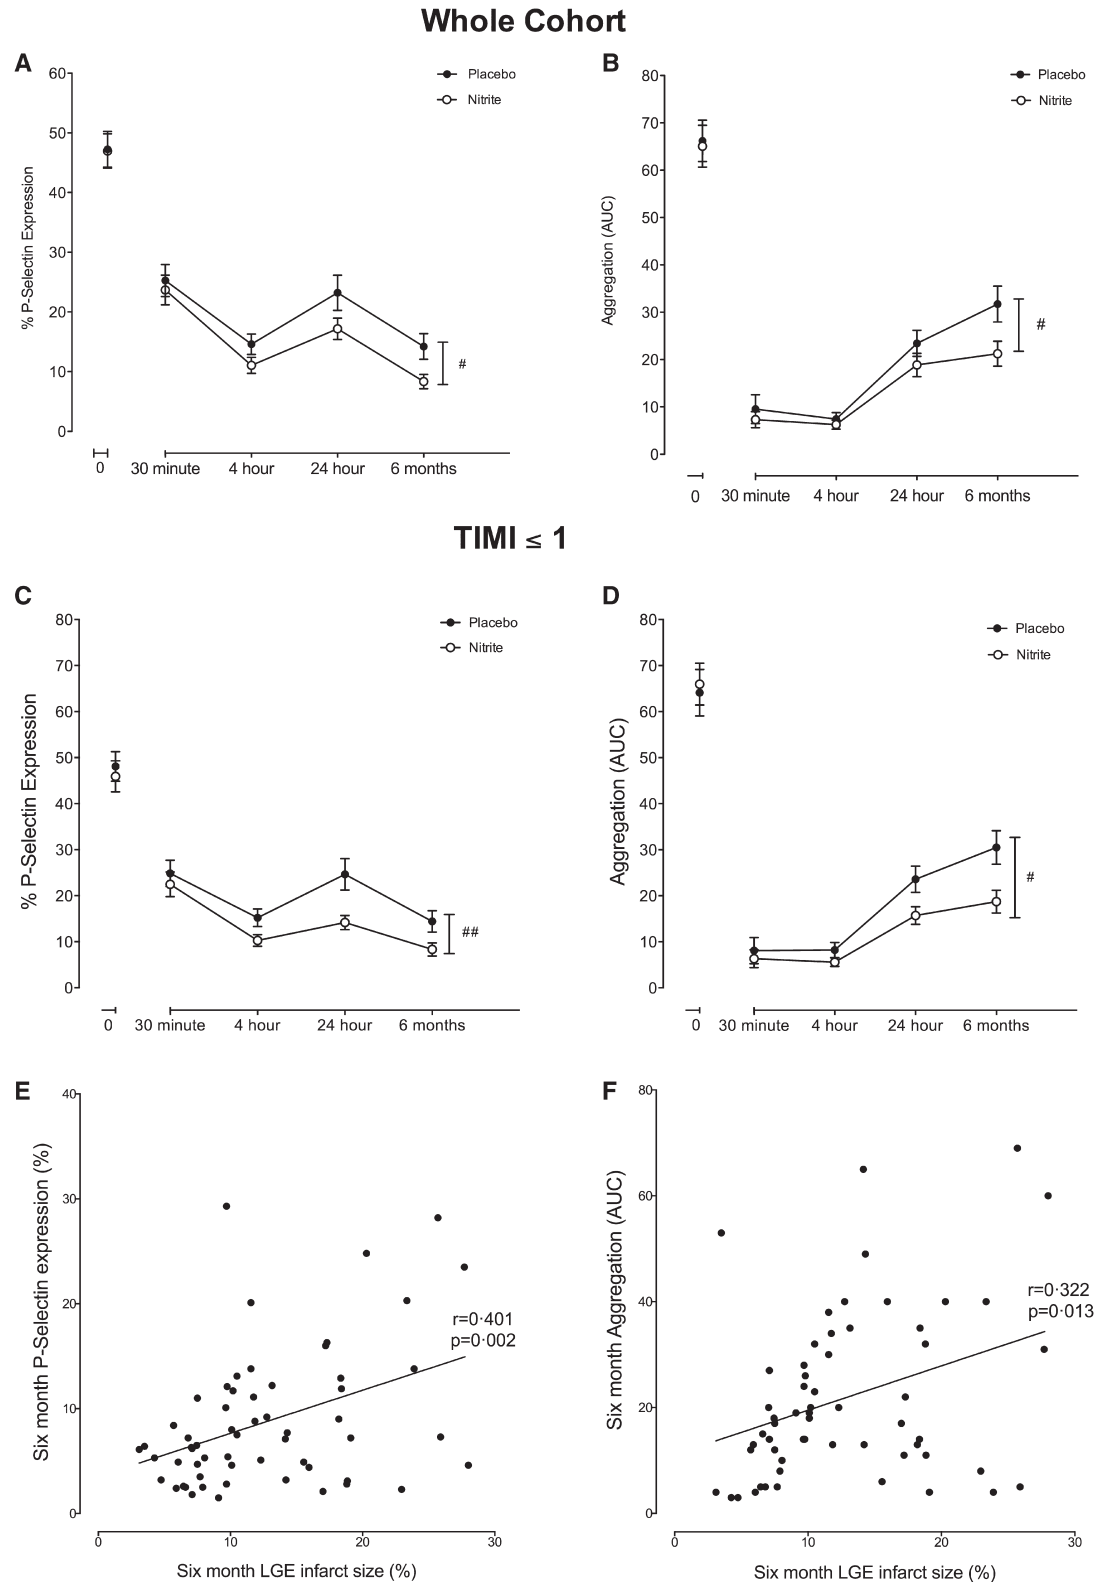 Whole Cohort
A
60
50
40
30
20
10
0
% P-Selectin Expression
Placebo
Nitrite
#
0 30 minute 4 hour 24 hour 6 months
B
80
70
60
50
40
30
20
10
0
Aggregation (AUC)
Placebo
Nitrite
#
0 30 minute 4 hour 24 hour 6 months
TIMI ≤ 1
C
80
70
60
50
40
30
20
10
0
% P-Selectin Expression
Placebo
Nitrite
##
0 30 minute 4 hour 24 hour 6 months
D
80
70
60
50
40
30
20
10
0
Aggregation (AUC)
Placebo
Nitrite
#
0 30 minute 4 hour 24 hour 6 months
E
40
30
20
10
0
Six month P-Selectin expression (%)
r=0·401
p=0·002
0 10 20 30
Six month LGE infarct size (%)
F
80
60
40
20
0
Six month Aggregation (AUC)
r=0·322
p=0·013
0 10 20 30
Six month LGE infarct size (%)